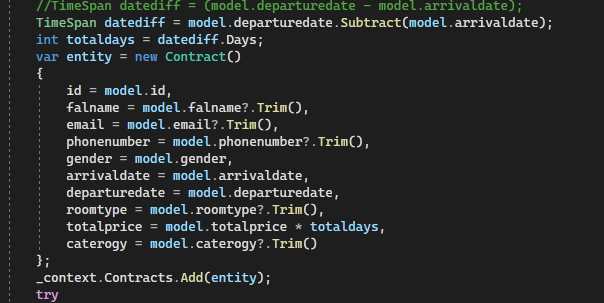 //TimeSpan datediff = (model.departuredate - model.arrivaldate);
TimeSpan datediff = model.departuredate.Subtract(model.arrivaldate);
int totaldays = datediff.Days;
var entity = new Contract()
{
id = model.id,
falname = model.falname?.Trim(),
email = model.email?.Trim(),
phonenumber = model.phonenumber?.Trim(),
gender = model.gender,
arrivaldate = model.arrivaldate,
departuredate = model.departuredate,
roomtype = model.roomtype?.Trim(),
totalprice = model.totalprice * totaldays,
caterogy = model.caterogy?.Trim()
};
_context.Contracts.Add(entity);
try